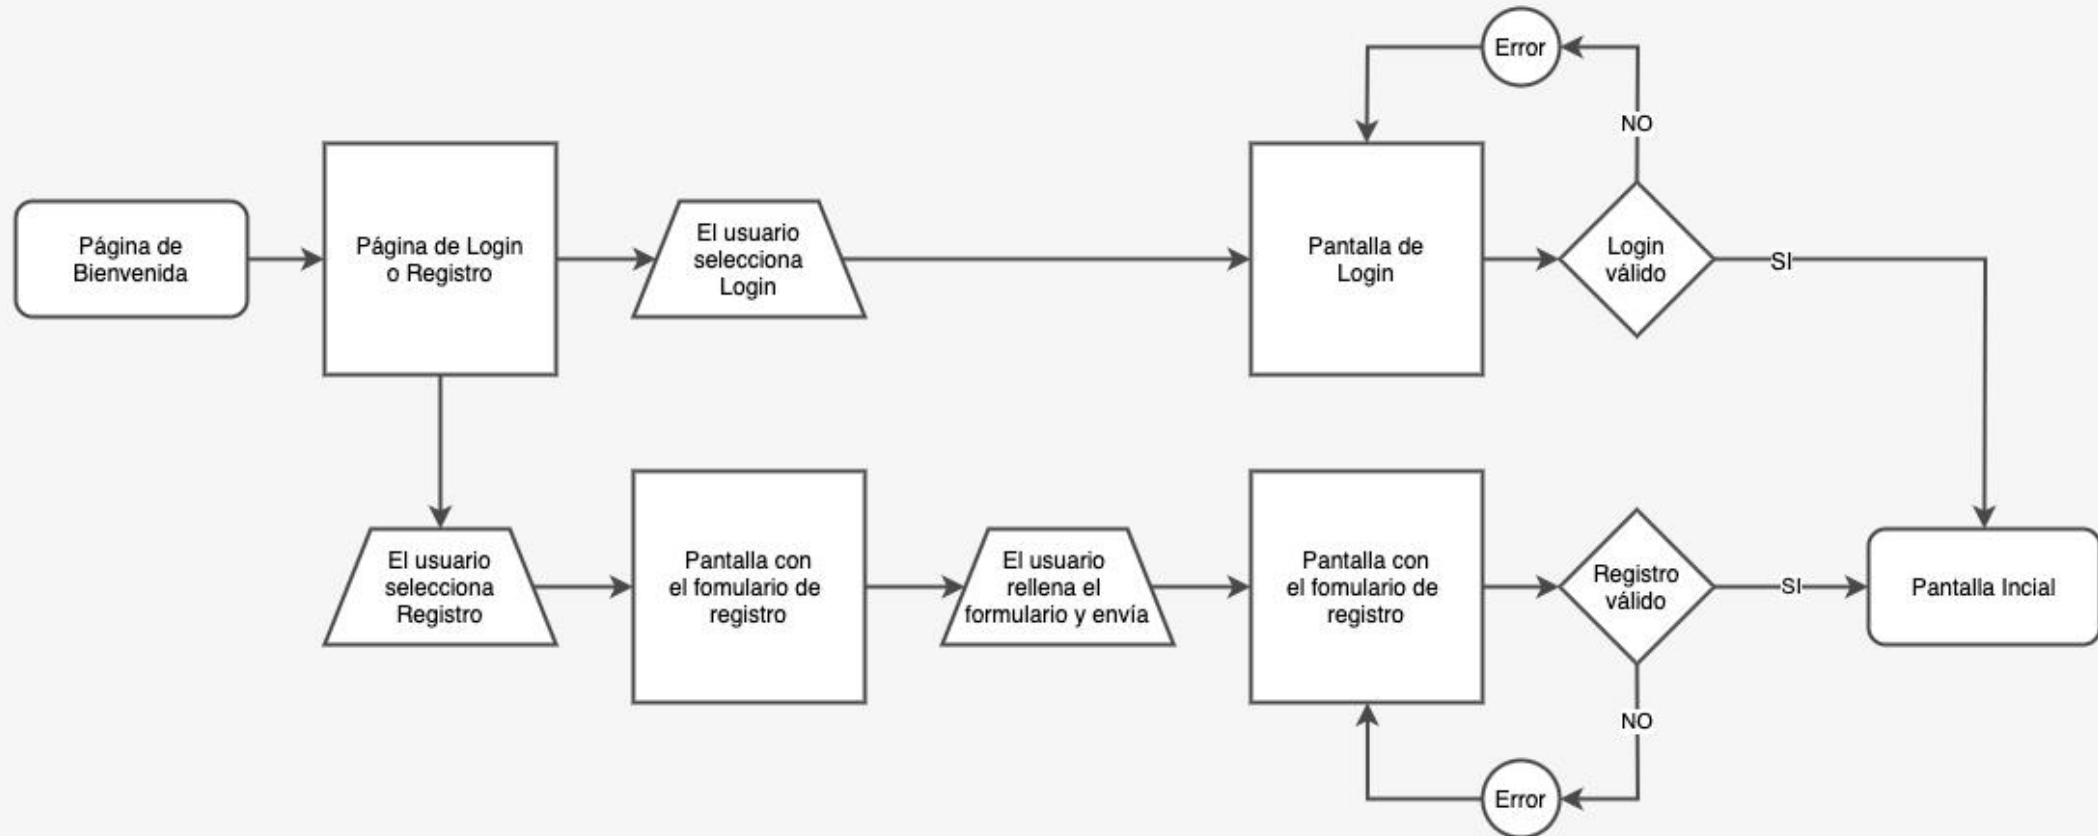 Error
NO
Página de
Bienvenida
Página de Login
o Registro
El usuario
selecciona
Login
Pantalla de
Login
Login
válido
SI
El usuario
selecciona
Registro
Pantalla con
el fomulario de
registro
El usuario
rellena el
formulario y envía
Pantalla con
el fomulario de
registro
Registro
válido
SI
Pantalla Incial
NO
Error